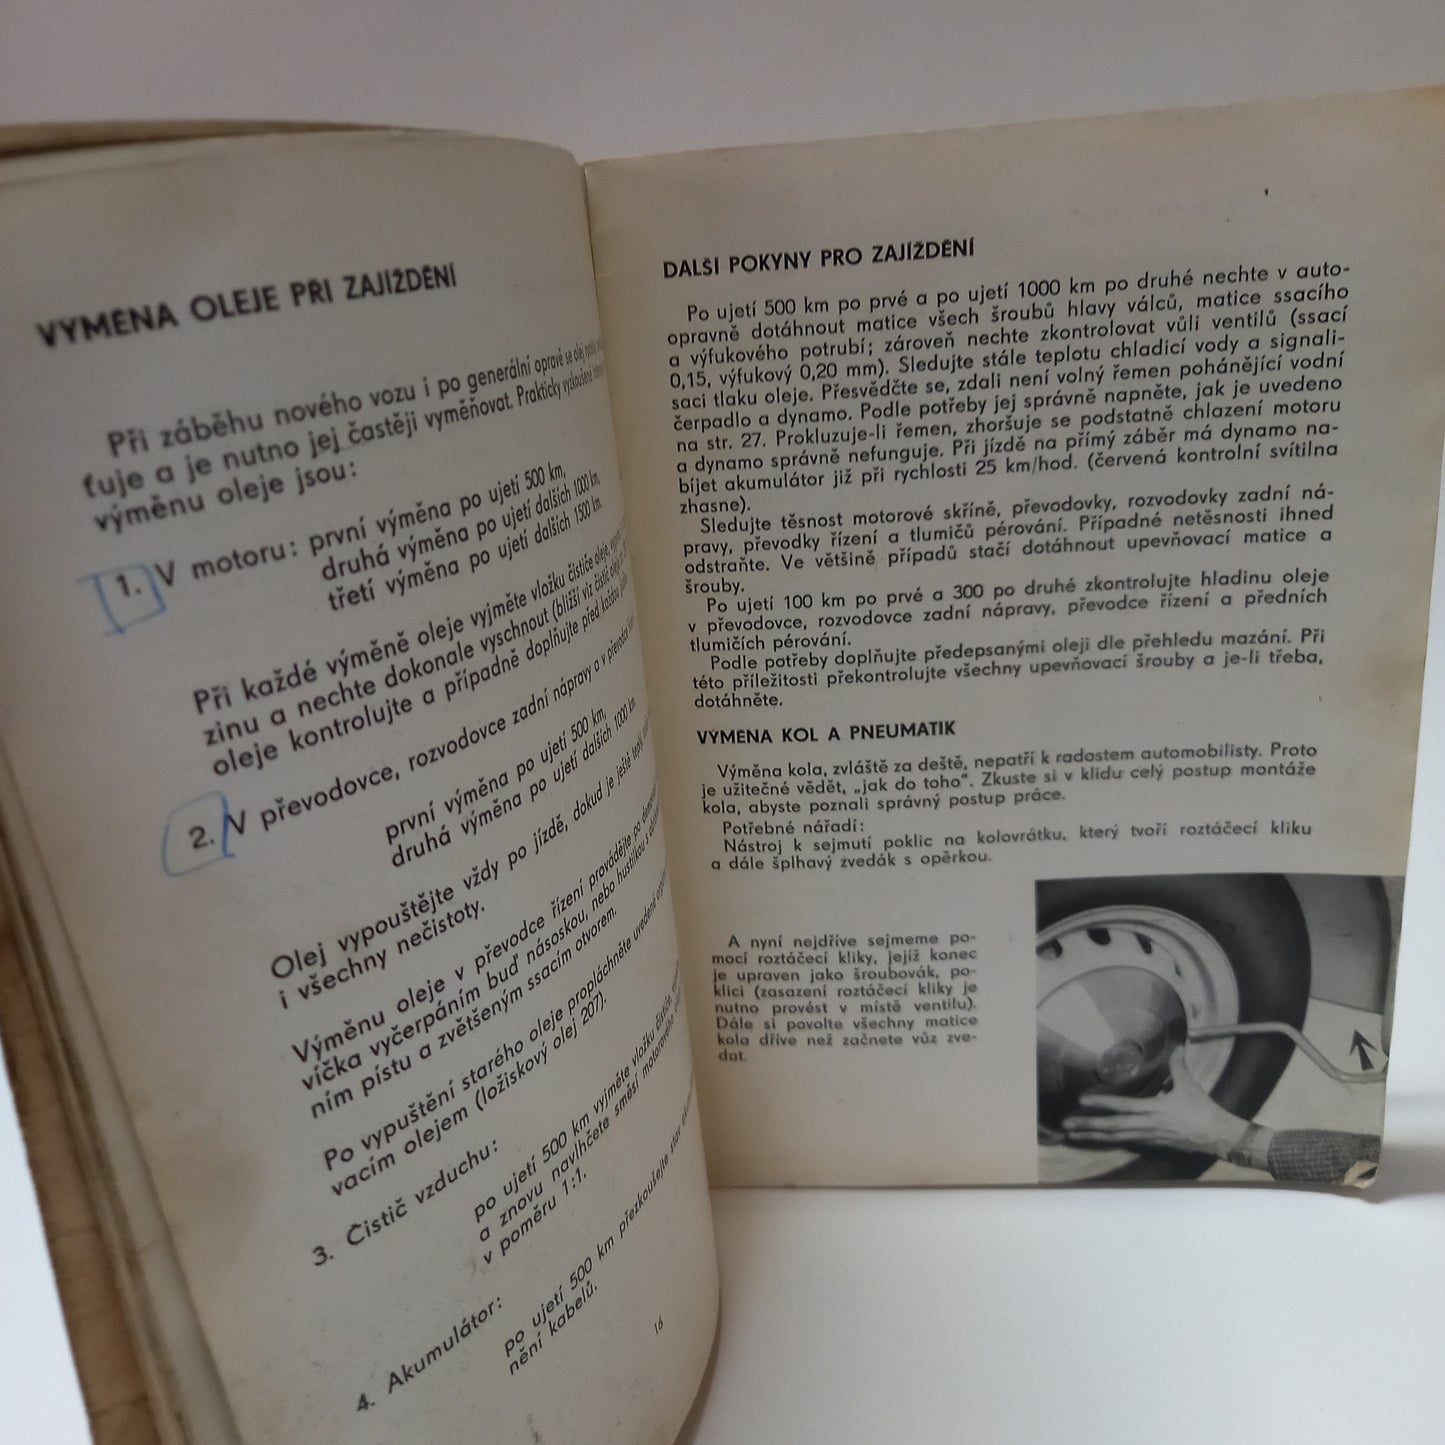 VÝMĚNA OLEJE PŘI ZAJÍŽDĚNÍ
Při záběhu nového vozu i po generální opravě se olej rychle
ťuje a je nutno jej častěji vyměňovat. Prakticky vyzkoušené
výměnu oleje jsou:
1. V motoru: první výměna po ujetí 500 km,
druhá výměna po ujetí dalších 1000 km,
třetí výměna po ujetí dalších 1500 km.
Při každé výměně oleje vyjměte vložku čističe oleje,
zinu a nechte dokonale vyschnout (bližší viz čistič oleje
oleje kontrolujte a případně doplňujte před každou
2. V převodovce, rozvodovce zadní nápravy a v převodce
první výměna po ujetí 500 km,
druhá výměna po ujetí dalších 1000 km
Olej vypouštějte vždy po jízdě, dokud je ještě teplý
i všechny nečistoty.
Výměnu oleje v převodce řízení provádějte po
víčka vyčerpáním buď násoskou, nebo hustilkou s
ním pístu a zvětšeným ssacím otvorem.
Po vypuštění starého oleje propláchněte uvedené
vacím olejem (ložiskový olej 207).
3. Čistič vzduchu:
po ujetí 500 km vyjměte vložku čističe
a znovu navlhčete směsí motorového
v poměru 1:1.
4. Akumulátor:
po ujetí 500 km přezkoušejte stav
nění kabelů.
16
DALŠÍ POKYNY PRO ZAJÍŽDĚNÍ
Po ujetí 500 km po prvé a po ujetí 1000 km po druhé nechte v auto-
opravně dotáhnout matice všech šroubů hlavy válců, matice ssacího
a výfukového potrubí; zároveň nechte zkontrolovat vůli ventilů (ssací
0,15, výfukový 0,20 mm). Sledujte stále teplotu chladicí vody a signali-
saci tlaku oleje. Přesvědčte se, zdali není volný řemen pohánějící vodní
čerpadlo a dynamo. Podle potřeby jej správně napněte, jak je uvedeno
na str. 27. Prokluzuje-li řemen, zhoršuje se podstatně chlazení motoru
a dynamo správně nefunguje. Při jízdě na přímý záběr má dynamo na-
bíjet akumulátor již při rychlosti 25 km/hod. (červená kontrolní svítilna
zhasne).
Sledujte těsnost motorové skříně, převodovky, rozvodovky zadní ná-
pravy, převodky řízení a tlumičů pérování. Případné netěsnosti ihned
odstraňte. Ve většině případů stačí dotáhnout upevňovací matice a
šrouby.
Po ujetí 100 km po prvé a 300 po druhé zkontrolujte hladinu oleje
v převodovce, rozvodovce zadní nápravy, převodce řízení a předních
tlumičích pérování.
Podle potřeby doplňujte předepsanými oleji dle přehledu mazání. Při
této příležitosti překontrolujte všechny upevňovací šrouby a je-li třeba,
dotáhněte.
VÝMĚNA KOL A PNEUMATIK
Výměna kola, zvláště za deště, nepatří k radostem automobilisty. Proto
je užitečné vědět, „jak do toho“. Zkuste si v klidu celý postup montáže
kola, abyste poznali správný postup práce.
Potřebné nářadí:
Nástroj k sejmutí poklic na kolovrátku, který tvoří roztáčecí kliku
a dále šplhavý zvedák s opěrkou.
A nyní nejdříve sejmeme po-
mocí roztáčecí kliky, jejíž konec
je upraven jako šroubovák, po-
klici (zasazení roztáčecí kliky je
nutno provést v místě ventilu).
Dále si povolte všechny matice
kola dříve než začnete vůz zve-
dat.